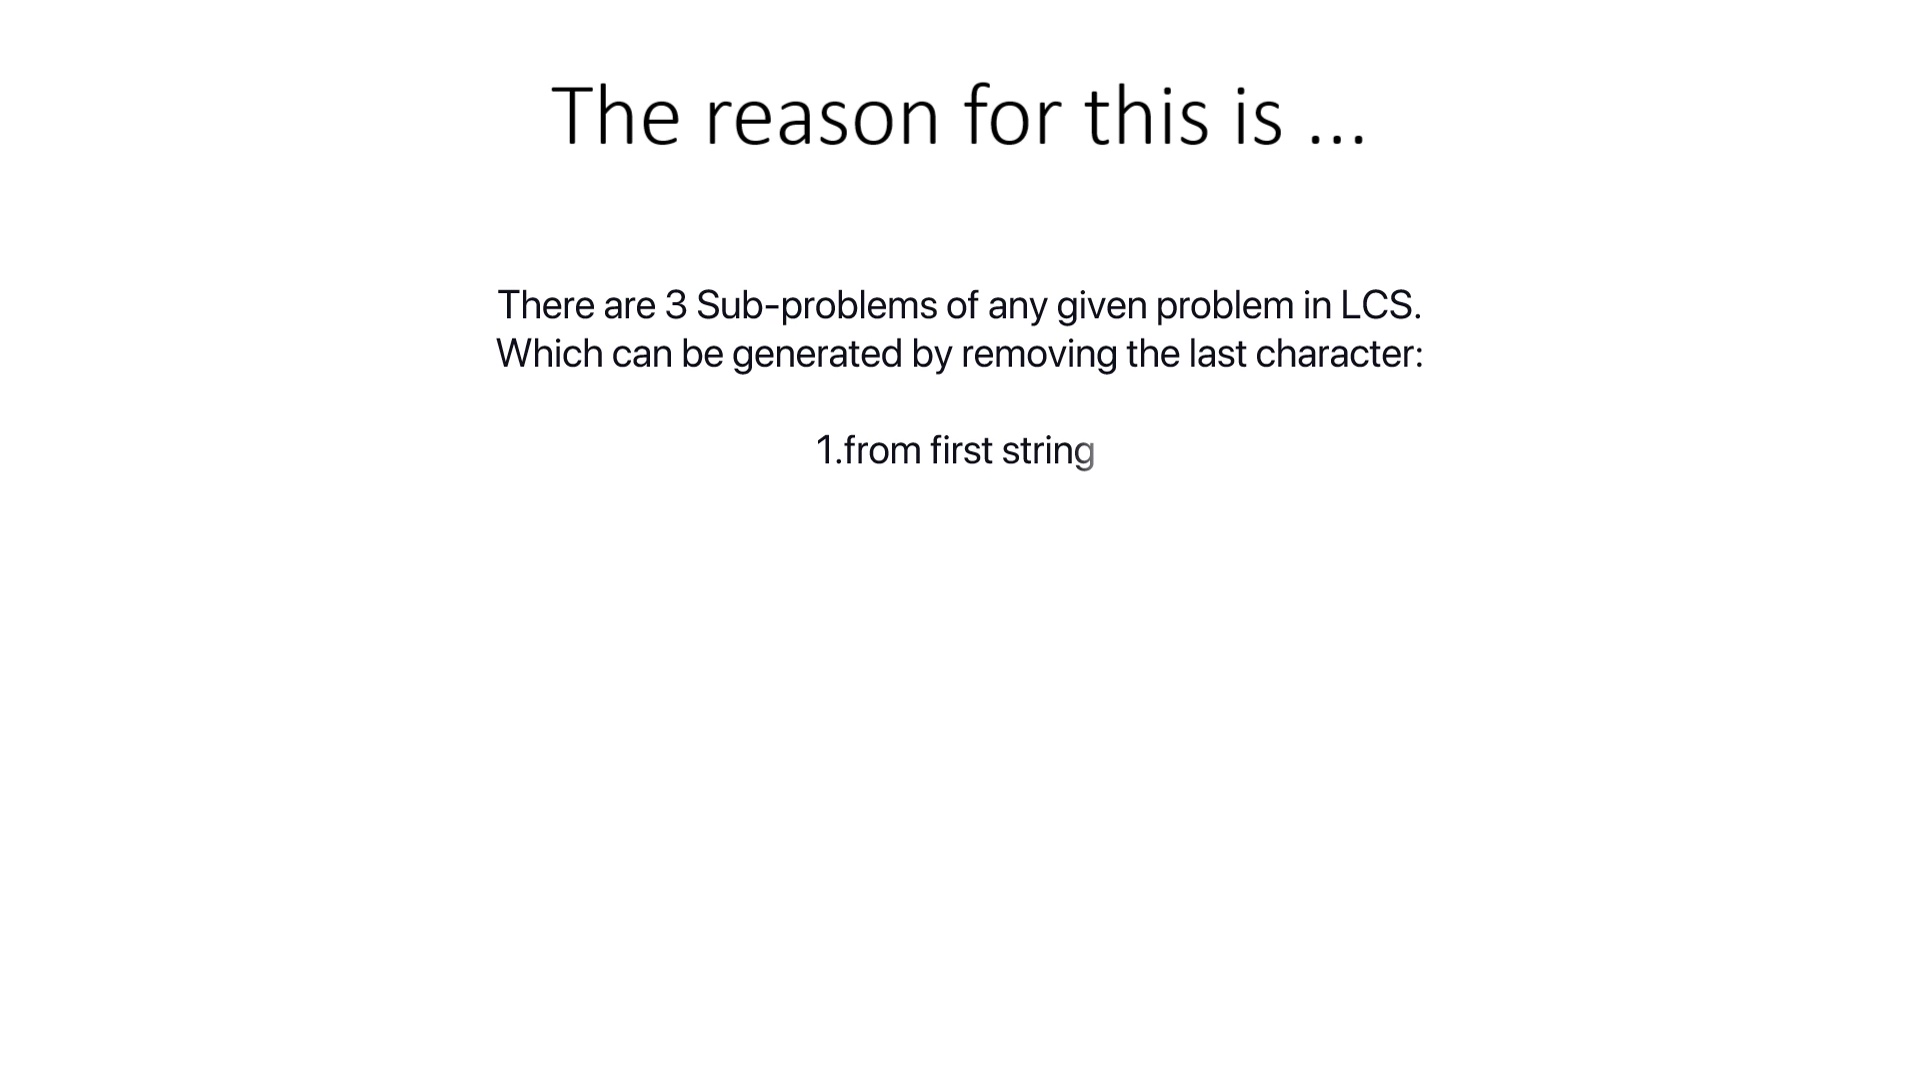 The reason for this is ...
There are 3 Sub-problems of any given problem in LCS.
Which can be generated by removing the last character:
1.from first string